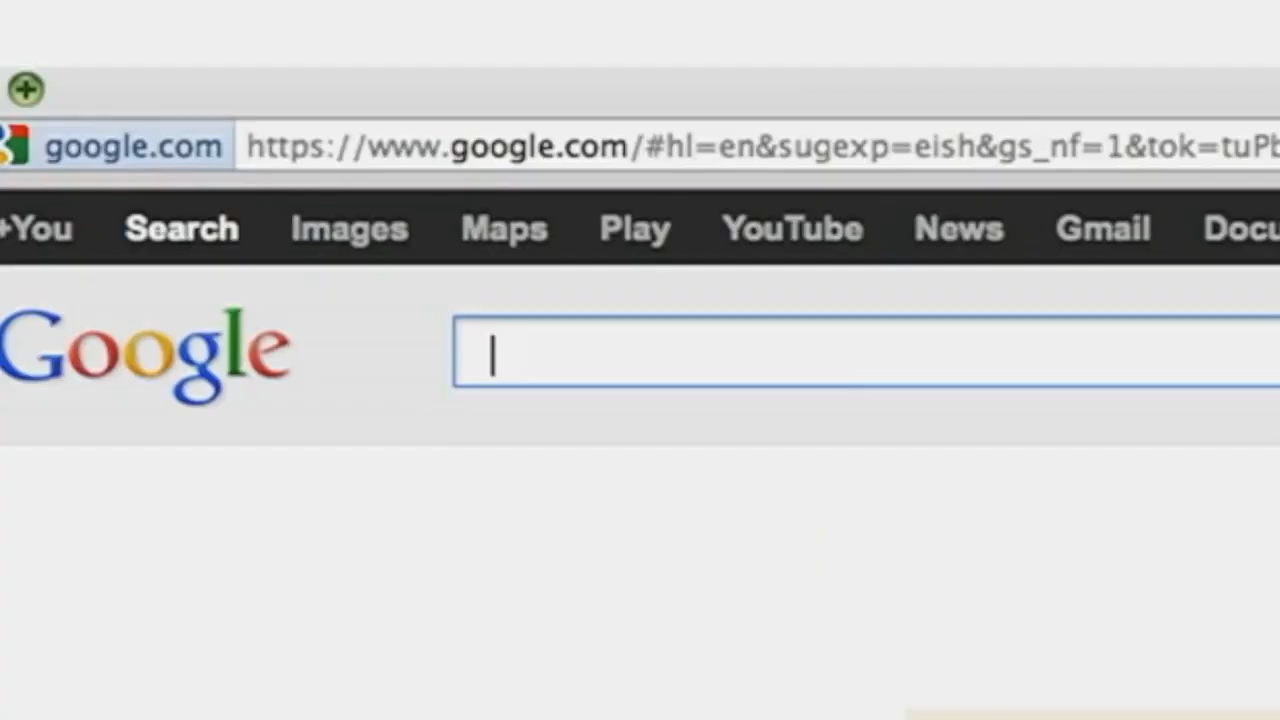 google.com https://www.google.com/#hl=en&sugexp=eish&gs_nf=1&tok=tuPb
+You Search Images Maps Play YouTube News Gmail Docu
Google